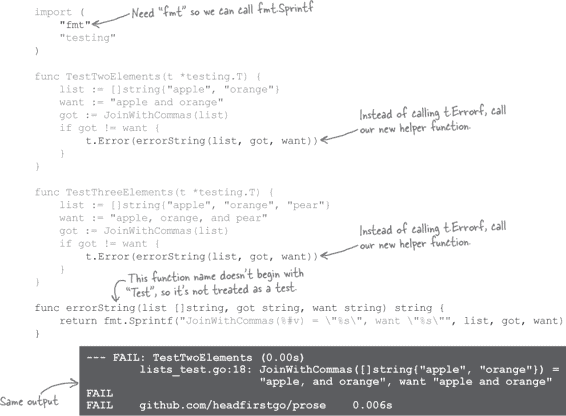 import (
"fmt"
Need "fmt" so we can call fmt.Sprintf
"testing"
)
func TestTwoElements(t *testing.T) {
list := []string{"apple", "orange"}
want := "apple and orange"
got := JoinWithCommas(list)
if got != want {
t.Error(errorString(list, got, want))
Instead of calling t.Errorf, call
our new helper function.
}
}
func TestThreeElements(t *testing.T) {
list := []string{"apple", "orange", "pear"}
want := "apple, orange, and pear"
got := JoinWithCommas(list)
if got != want {
t.Error(errorString(list, got, want))
Instead of calling t.Errorf, call
our new helper function.
}
}
This function name doesn't begin with
"Test", so it's not treated as a test.
func errorString(list []string, got string, want string) string {
return fmt.Sprintf("JoinWithCommas(%#v) = \"%s\", want \"%s\"", list, got, want)
}
Same output
--- FAIL: TestTwoElements (0.00s)
lists_test.go:18: JoinWithCommas([]string{"apple", "orange"}) =
"apple, and orange", want "apple and orange"
FAIL
FAIL github.com/headfirstgo/prose 0.006s